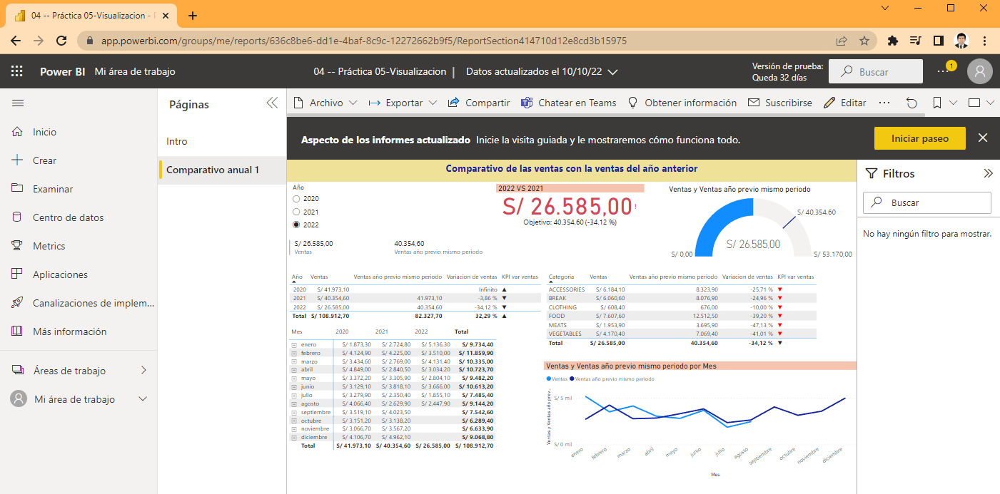 04 -- Práctica 05-Visualizacion -
app.powerbi.com/groups/me/reports/636c8be6-dd1e-4baf-8c9c-12272662b9f5/ReportSection414710d12e8cd3b15975
Power BI Mi área de trabajo
04 -- Práctica 05-Visualizacion | Datos actualizados el 10/10/22
Versión de prueba:
Queda 32 días
Buscar
1
Inicio
Crear
Examinar
Centro de datos
Metrics
Aplicaciones
Canalizaciones de implem...
Más información
Áreas de trabajo
Mi área de trabajo
Páginas
Intro
Comparativo anual 1
Archivo Exportar Compartir Chatear en Teams Obtener información Suscribirse Editar
Aspecto de los informes actualizado Inicie la visita guiada y le mostraremos cómo funciona todo.
Iniciar paseo
Comparativo de las ventas con la ventas del año anterior
Año
2020
2021
2022
S/ 26.585,00 40.354,60
Ventas Ventas año previo mismo periodo
2022 VS 2021
S/ 26.585,00 !
Objetivo: 40.354,60 (-34.12 %)
Ventas y Ventas año previo mismo periodo
S/ 40.354,60
S/ 26.585,00
S/ 0,00
S/ 53.170,00
Año Ventas Ventas año previo mismo periodo Variacion de ventas KPI var ventas
2020 S/ 41.973,10 Infinito ▲
2021 S/ 40.354,60 41.973,10 -3,86 % ▼
2022 S/ 26.585,00 40.354,60 -34,12 % ▼
Total S/ 108.912,70 82.327,70 32,29 % ▲
Mes 2020 2021 2022 Total
enero S/ 1.873,30 S/ 2.724,80 S/ 5.136,30 S/ 9.734,40
febrero S/ 4.124,90 S/ 4.225,00 S/ 3.510,00 S/ 11.859,90
marzo S/ 3.434,60 S/ 2.769,00 S/ 4.131,40 S/ 10.335,00
abril S/ 4.849,00 S/ 2.840,50 S/ 3.034,20 S/ 10.723,70
mayo S/ 3.372,20 S/ 3.305,90 S/ 2.804,10 S/ 9.482,20
junio S/ 3.129,10 S/ 3.818,10 S/ 3.666,00 S/ 10.613,20
julio S/ 3.279,90 S/ 2.350,40 S/ 1.855,10 S/ 7.485,40
agosto S/ 4.066,40 S/ 2.629,90 S/ 2.447,90 S/ 9.144,20
septiembre S/ 3.519,10 S/ 4.023,50 S/ 7.542,60
octubre S/ 3.151,20 S/ 3.138,20 S/ 6.289,40
noviembre S/ 3.066,70 S/ 3.567,20 S/ 6.633,90
diciembre S/ 4.106,70 S/ 4.962,10 S/ 9.068,80
Total S/ 41.973,10 S/ 40.354,60 S/ 26.585,00 S/ 108.912,70
Categoria Ventas Ventas año previo mismo periodo Variacion de ventas KPI var ventas
ACCESSORIES S/ 6.184,10 8.323,90 -25,71 % ▼
BREAK S/ 6.060,60 8.076,90 -24,96 % ▼
CLOTHING S/ 608,40 676,00 -10,00 % ▼
FOOD S/ 7.607,60 12.512,50 -39,20 % ▼
MEATS S/ 1.953,90 3.695,90 -47,13 % ▼
VEGETABLES S/ 4.170,40 7.069,40 -41,01 % ▼
Total S/ 26.585,00 40.354,60 -34,12 % ▼
Ventas y Ventas año previo mismo periodo por Mes
Ventas Ventas año previo mismo periodo
Ventas y Ventas año prev...
S/ 5 mil
S/ 0 mil
enero febrero marzo abril mayo junio julio agosto septiembre octubre noviembre diciembre
Mes
Filtros
Buscar
No hay ningún filtro para mostrar.